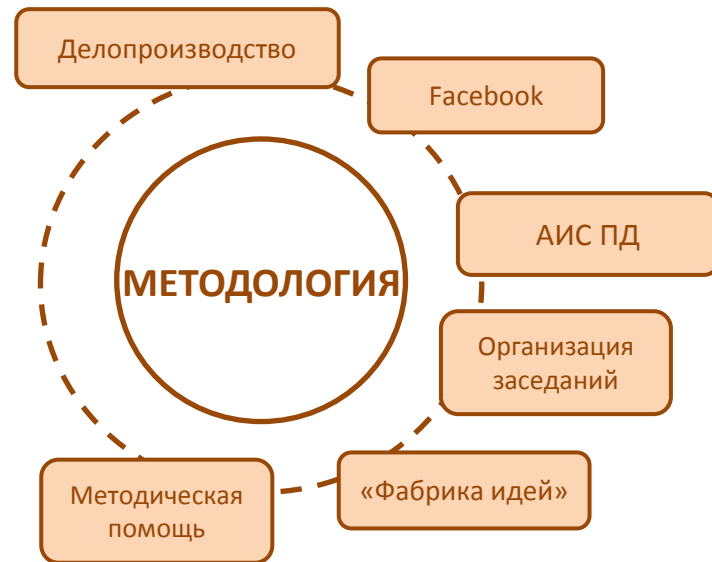 Делопроизводство
Facebook
АИС ПД
МЕТОДОЛОГИЯ
Организация
заседаний
«Фабрика идей»
Методическая
помощь